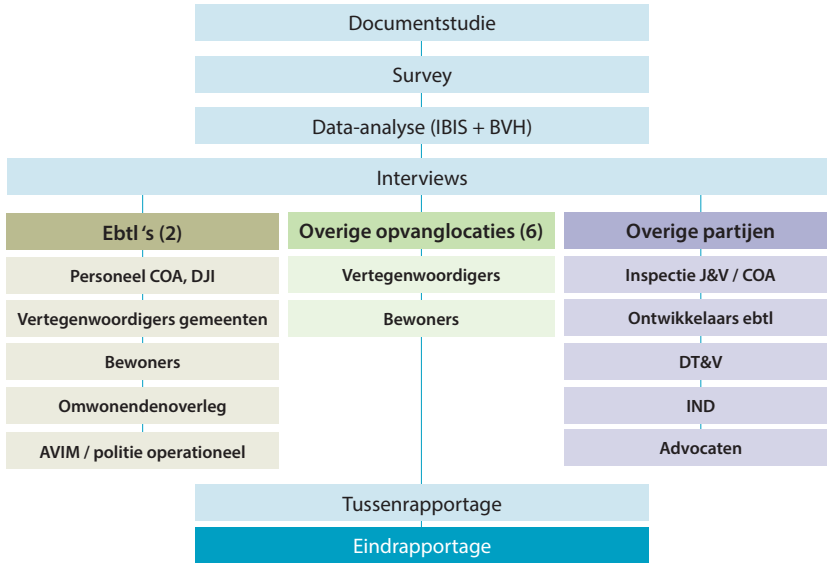 Documentstudie
Survey
Data-analyse (IBIS + BVH)
Interviews
Ebtl ‘s (2)
Personeel COA, DJI
Vertegenwoordigers gemeenten
Bewoners
Omwonendenoverleg
AVIM / politie operationeel
Overige opvanglocaties (6)
Vertegenwoordigers
Bewoners
Overige partijen
Inspectie J&V / COA
Ontwikkelaars ebtl
DT&V
IND
Advocaten
Tussenrapportage
Eindrapportage